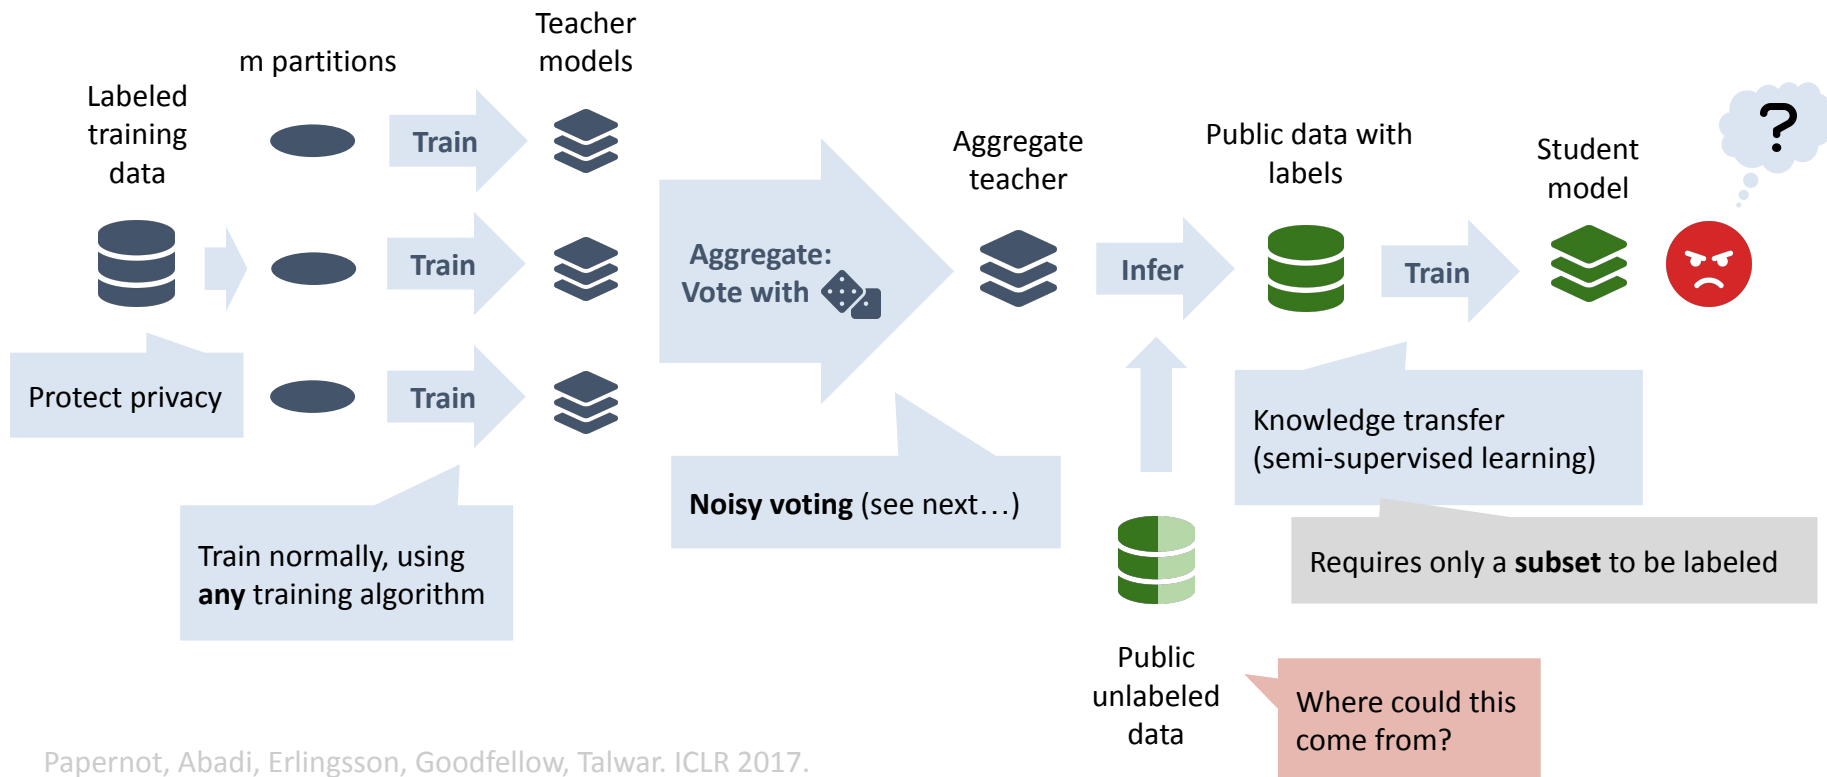 Labeled
training
data
m partitions
Teacher
models
Train
Train
Train
Protect privacy
Train normally, using
any training algorithm
Aggregate:
Vote with
Noisy voting (see next…)
Aggregate
teacher
Infer
Public data with
labels
Train
Student
model
?
Knowledge transfer
(semi-supervised learning)
Requires only a subset to be labeled
Public
unlabeled
data
Where could this
come from?
Papernot, Abadi, Erlingsson, Goodfellow, Talwar. ICLR 2017.